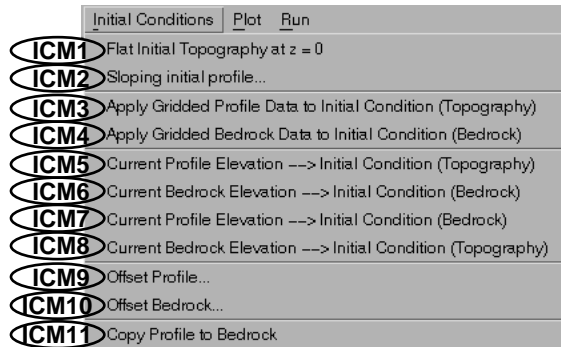 Initial Conditions Plot Run
ICM1 Flat Initial Topography at z = 0
ICM2 Sloping initial profile...
ICM3 Apply Gridded Profile Data to Initial Condition (Topography)
ICM4 Apply Gridded Bedrock Data to Initial Condition (Bedrock)
ICM5 Current Profile Elevation --> Initial Condition (Topography)
ICM6 Current Bedrock Elevation --> Initial Condition (Bedrock)
ICM7 Current Profile Elevation --> Initial Condition (Bedrock)
ICM8 Current Bedrock Elevation --> Initial Condition (Topography)
ICM9 Offset Profile...
ICM10 Offset Bedrock...
ICM11 Copy Profile to Bedrock